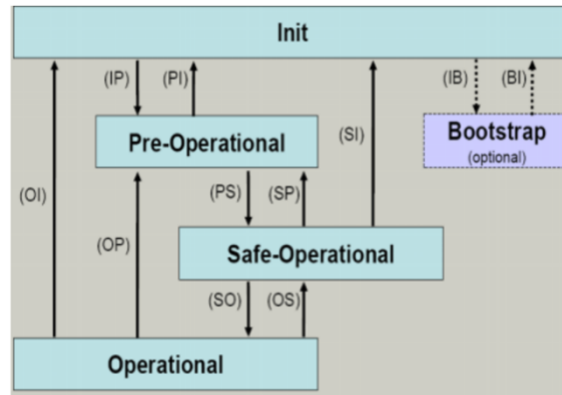 Init
(IP)
(PI)
(IB)
(BI)
Pre-Operational
Bootstrap
(optional)
(SI)
(OI)
(PS)
(SP)
(OP)
Safe-Operational
(SO)
(OS)
Operational